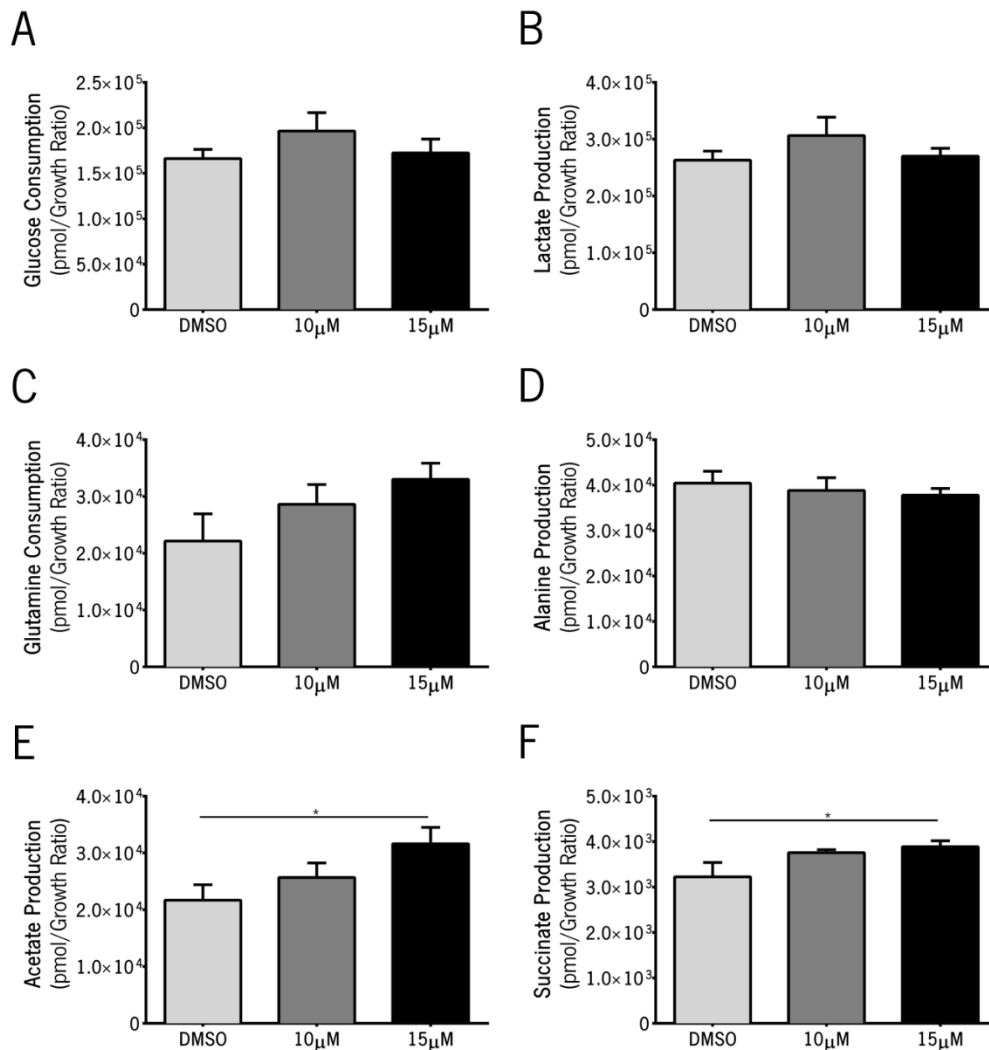 A
Glucose Consumption
(pmol/Growth Ratio)
2.5×10⁵
2.0×10⁵
1.5×10⁵
1.0×10⁵
5.0×10⁴
0
DMSO 10μM 15μM
B
Lactate Production
(pmol/Growth Ratio)
4.0×10⁵
3.0×10⁵
2.0×10⁵
1.0×10⁵
0
DMSO 10μM 15μM
C
Glutamine Consumption
(pmol/Growth Ratio)
4.0×10⁴
3.0×10⁴
2.0×10⁴
1.0×10⁴
0
DMSO 10μM 15μM
D
Alanine Production
(pmol/Growth Ratio)
5.0×10⁴
4.0×10⁴
3.0×10⁴
2.0×10⁴
1.0×10⁴
0
DMSO 10μM 15μM
E
Acetate Production
(pmol/Growth Ratio)
4.0×10⁴
3.0×10⁴
2.0×10⁴
1.0×10⁴
0
*
DMSO 10μM 15μM
F
Succinate Production
(pmol/Growth Ratio)
5.0×10³
4.0×10³
3.0×10³
2.0×10³
1.0×10³
0
*
DMSO 10μM 15μM